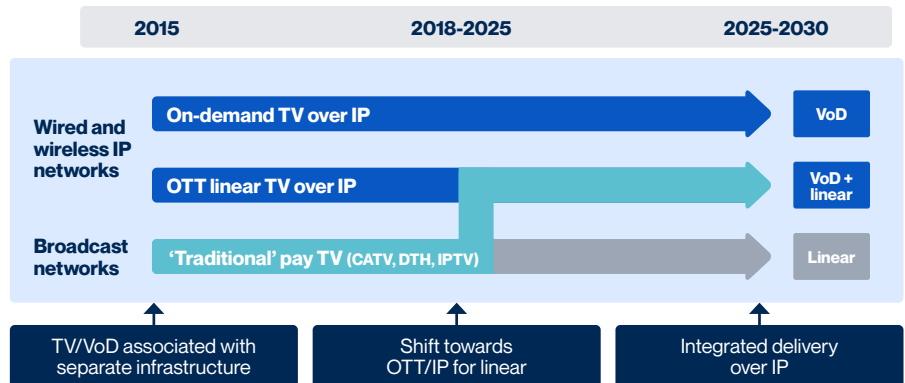 2015
2018-2025
2025-2030
Wired and
wireless IP
networks
On-demand TV over IP
VoD
OTT linear TV over IP
VoD +
linear
Broadcast
networks
‘Traditional’ pay TV (CATV, DTH, IPTV)
Linear
TV/VoD associated with
separate infrastructure
Shift towards
OTT/IP for linear
Integrated delivery
over IP